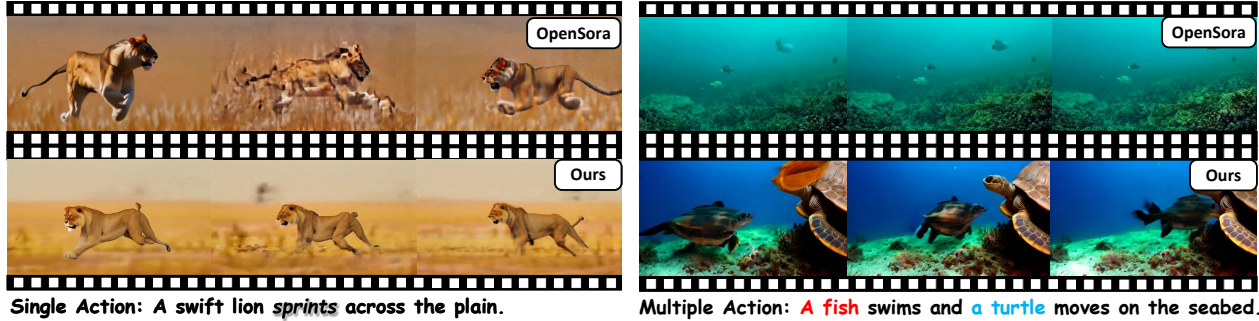 OpenSora
OpenSora
Ours
Ours
Single Action: A swift lion sprints across the plain.
Multiple Action: A fish swims and a turtle moves on the seabed.